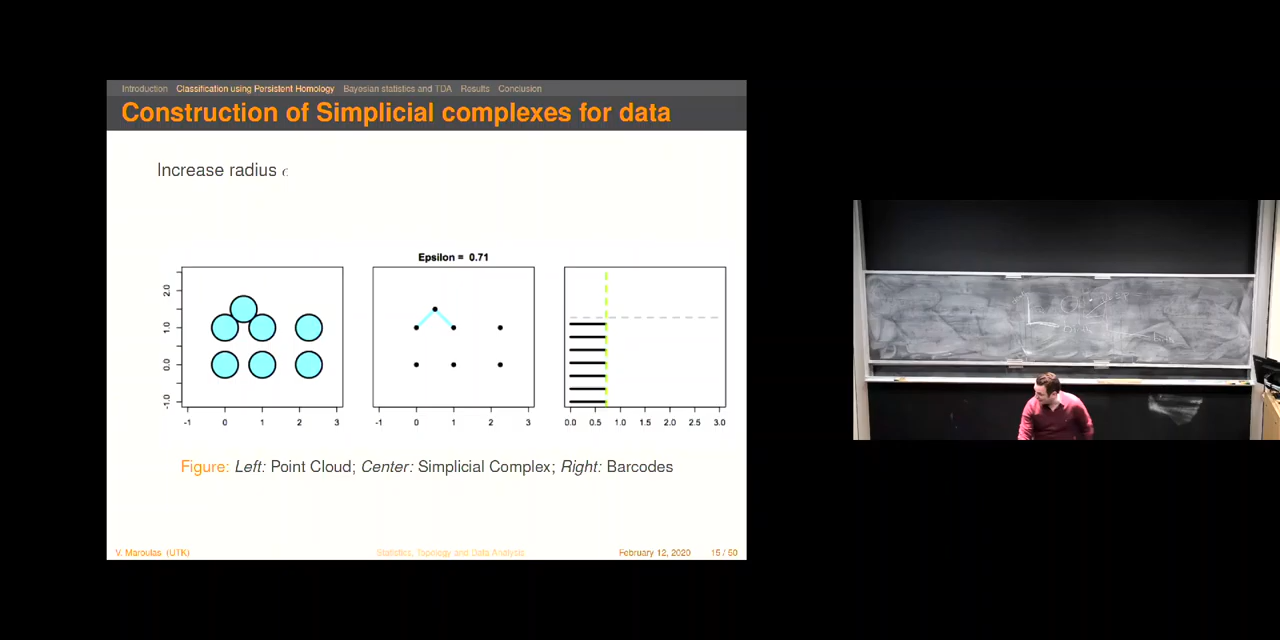 Introduction Classification using Persistent Homology Bayesian statistics and TDA Results Conclusion
Construction of Simplicial complexes for data
Increase radius ϵ
Epsilon = 0.71
2.0
1.0
0.0
-1.0
-1 0 1 2 3
-1 0 1 2 3
0.0 0.5 1.0 1.5 2.0 2.5 3.0
Figure: Left: Point Cloud; Center: Simplicial Complex; Right: Barcodes
V. Maroulas (UTK) Statistics, Topology and Data Analysis February 12, 2020 15 / 50